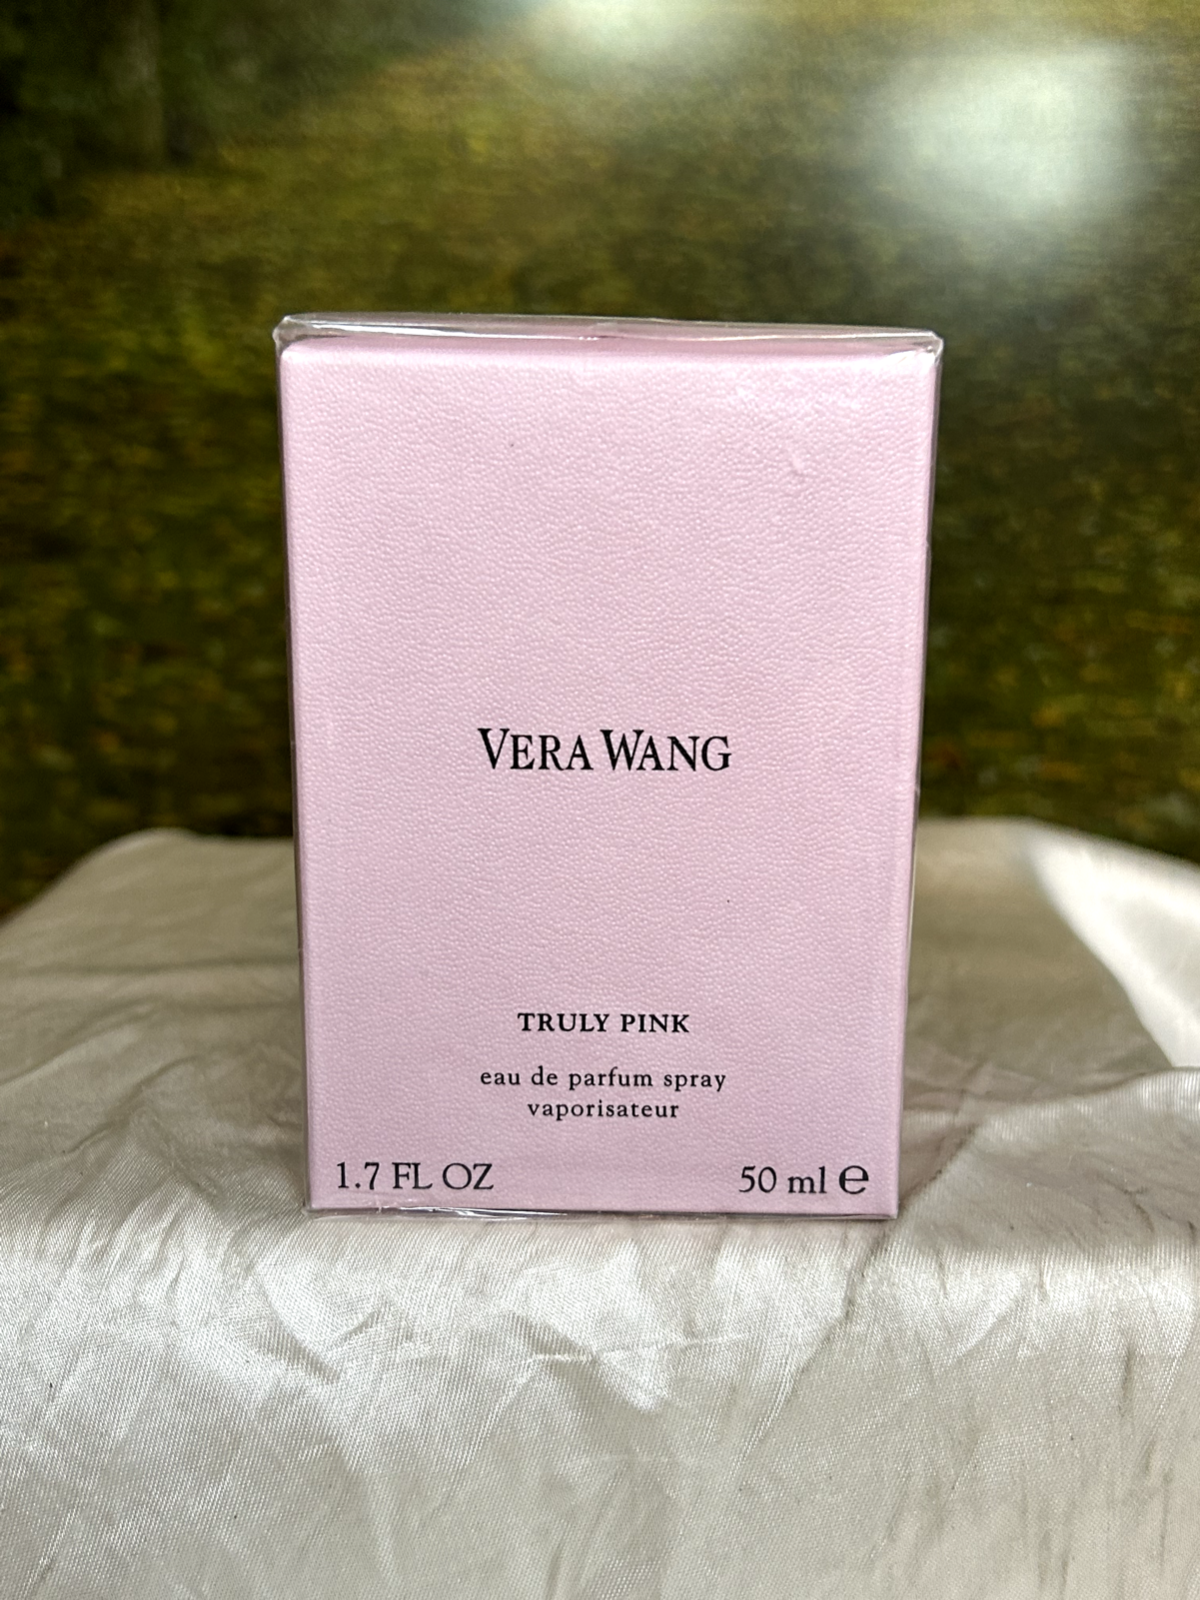 VERA WANG
TRULY PINK
eau de parfum spray
vaporisateur
1.7 FL OZ 50 ml ℮